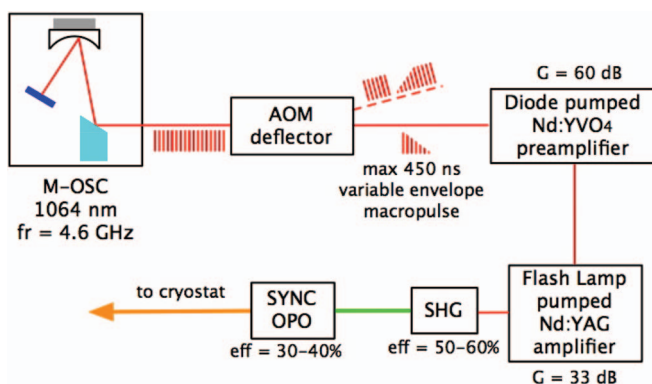 M-OSC
1064 nm
fr = 4.6 GHz
AOM
deflector
max 450 ns
variable envelope
macropulse
G = 60 dB
Diode pumped
Nd:YVO4
preamplifier
Flash Lamp
pumped
Nd:YAG
amplifier
G = 33 dB
SHG
eff = 50-60%
SYNC
OPO
eff = 30-40%
to cryostat